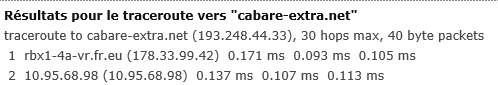 Résultats pour le traceroute vers "cabare-extra.net"
traceroute to cabare-extra.net (193.248.44.33), 30 hops max, 40 byte packets
1 rbx1-4a-vr.fr.eu (178.33.99.42) 0.171 ms 0.093 ms 0.105 ms
2 10.95.68.98 (10.95.68.98) 0.137 ms 0.107 ms 0.113 ms